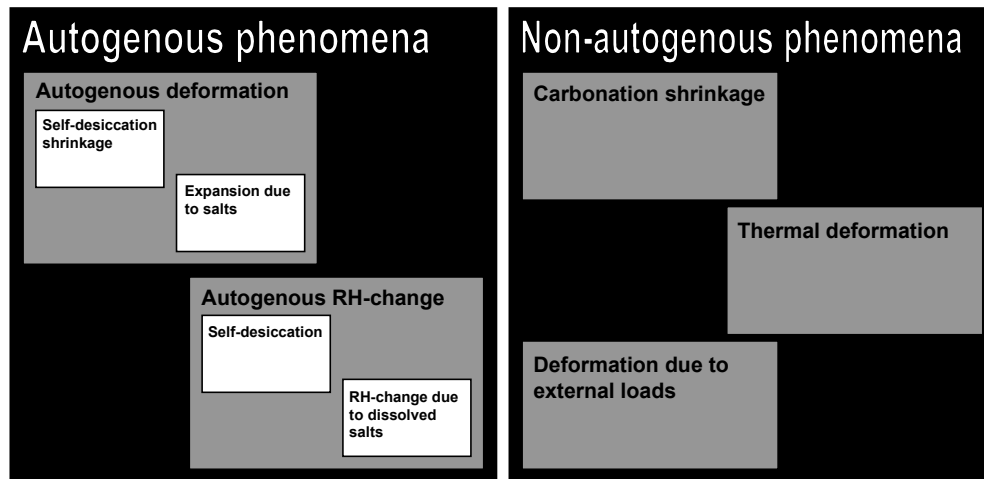 Autogenous phenomena
Autogenous deformation
Self-desiccation
shrinkage
Expansion due
to salts
Autogenous RH-change
Self-desiccation
RH-change due
to dissolved
salts
Non-autogenous phenomena
Carbonation shrinkage
Thermal deformation
Deformation due to
external loads